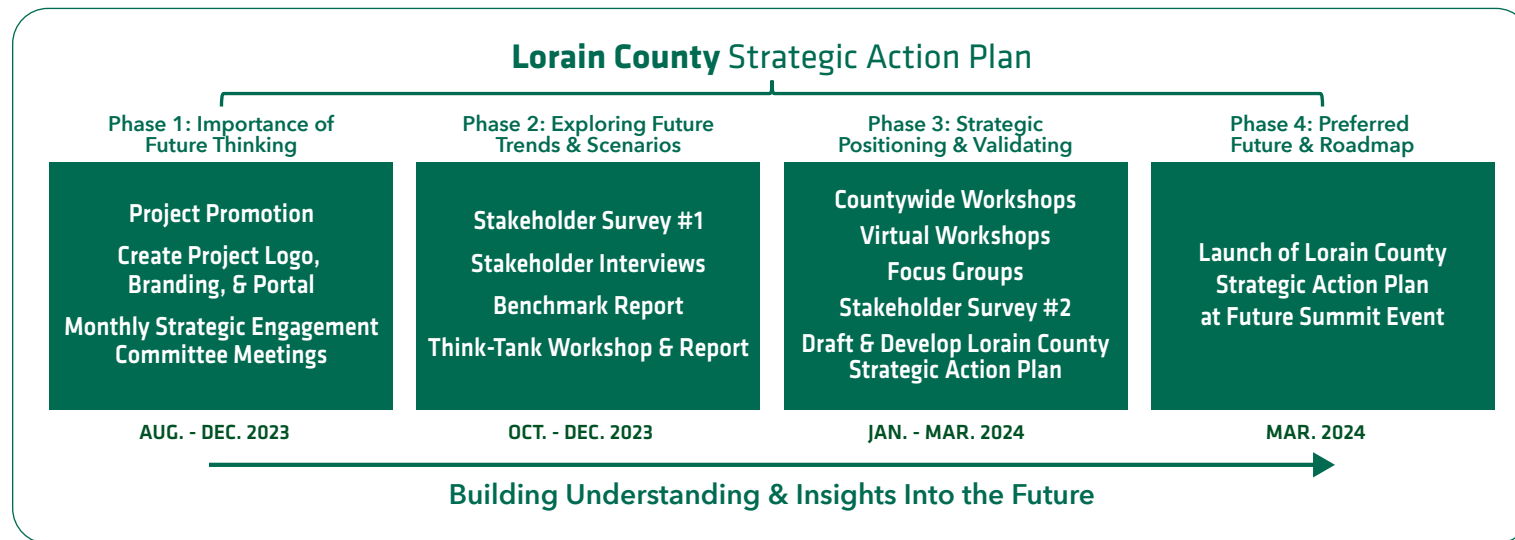 Lorain County Strategic Action Plan
Phase 1: Importance of
Future Thinking
Project Promotion
Create Project Logo,
Branding, & Portal
Monthly Strategic Engagement
Committee Meetings
AUG. - DEC. 2023
Phase 2: Exploring Future
Trends & Scenarios
Stakeholder Survey #1
Stakeholder Interviews
Benchmark Report
Think-Tank Workshop & Report
OCT. - DEC. 2023
Phase 3: Strategic
Positioning & Validating
Countywide Workshops
Virtual Workshops
Focus Groups
Stakeholder Survey #2
Draft & Develop Lorain County
Strategic Action Plan
JAN. - MAR. 2024
Phase 4: Preferred
Future & Roadmap
Launch of Lorain County
Strategic Action Plan
at Future Summit Event
MAR. 2024
Building Understanding & Insights Into the Future